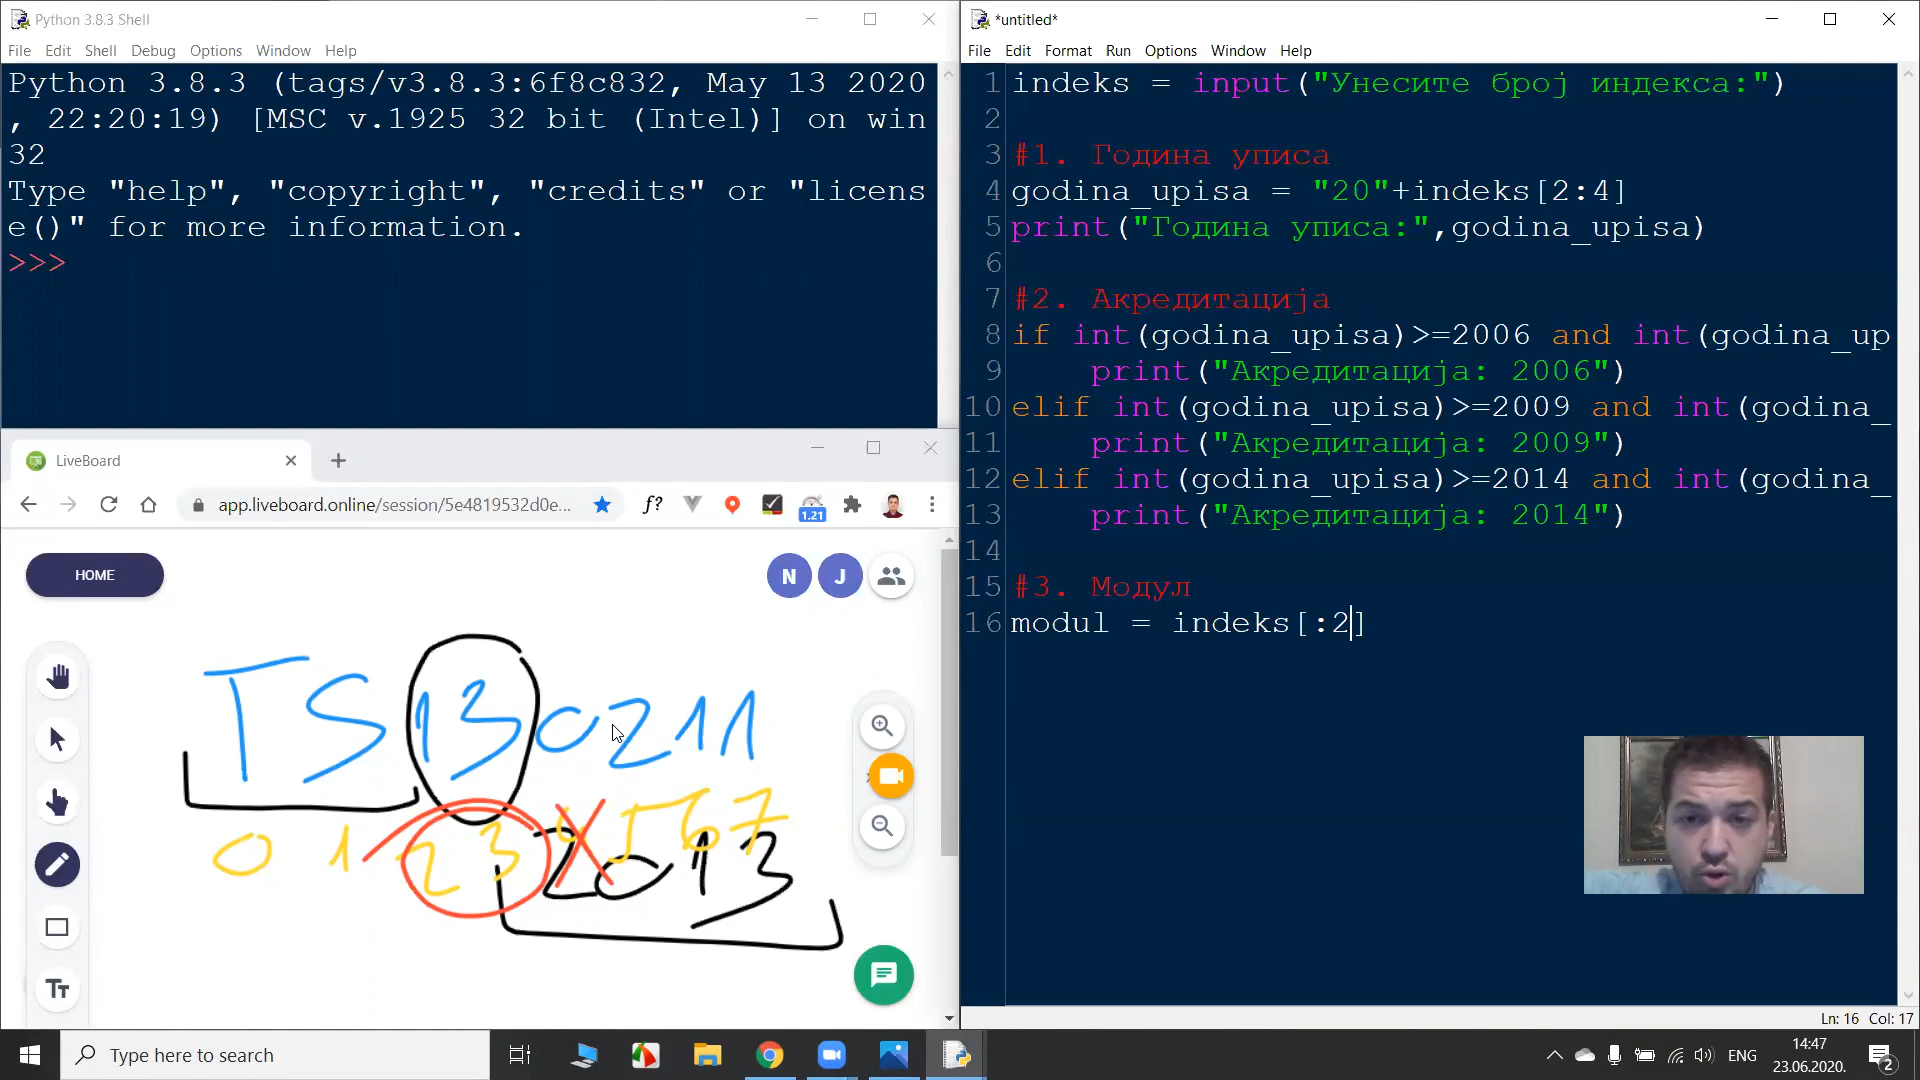 Python 3.8.3 Shell
File Edit Shell Debug Options Window Help
Python 3.8.3 (tags/v3.8.3:6f8c832, May 13 2020
, 22:20:19) [MSC v.1925 32 bit (Intel)] on win
32
Type "help", "copyright", "credits" or "licens
e()" for more information.
>>>
LiveBoard
app.liveboard.online/session/5e4819532d0e...
f?
1.21
HOME
N J
TS130211
0 1 2 3 4 5 6 7
2013
Tт
*untitled*
File Edit Format Run Options Window Help
1 indeks = input("Унесите број индекса:")
2
3 #1. Година уписа
4 godina_upisa = "20"+indeks[2:4]
5 print("Година уписа:",godina_upisa)
6
7 #2. Акредитација
8 if int(godina_upisa)>=2006 and int(godina_up
9 print("Акредитација: 2006")
10 elif int(godina_upisa)>=2009 and int(godina_
11 print("Акредитација: 2009")
12 elif int(godina_upisa)>=2014 and int(godina_
13 print("Акредитација: 2014")
14
15 #3. Модул
16 modul = indeks[:2]
Ln: 16 Col: 17
Type here to search
ENG
14:47
23.06.2020.
2